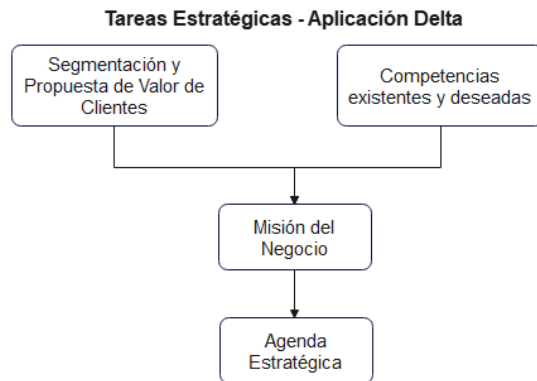 Tareas Estratégicas - Aplicación Delta
Segmentación y
Propuesta de Valor de
Clientes
Competencias
existentes y deseadas
Misión del
Negocio
Agenda
Estratégica